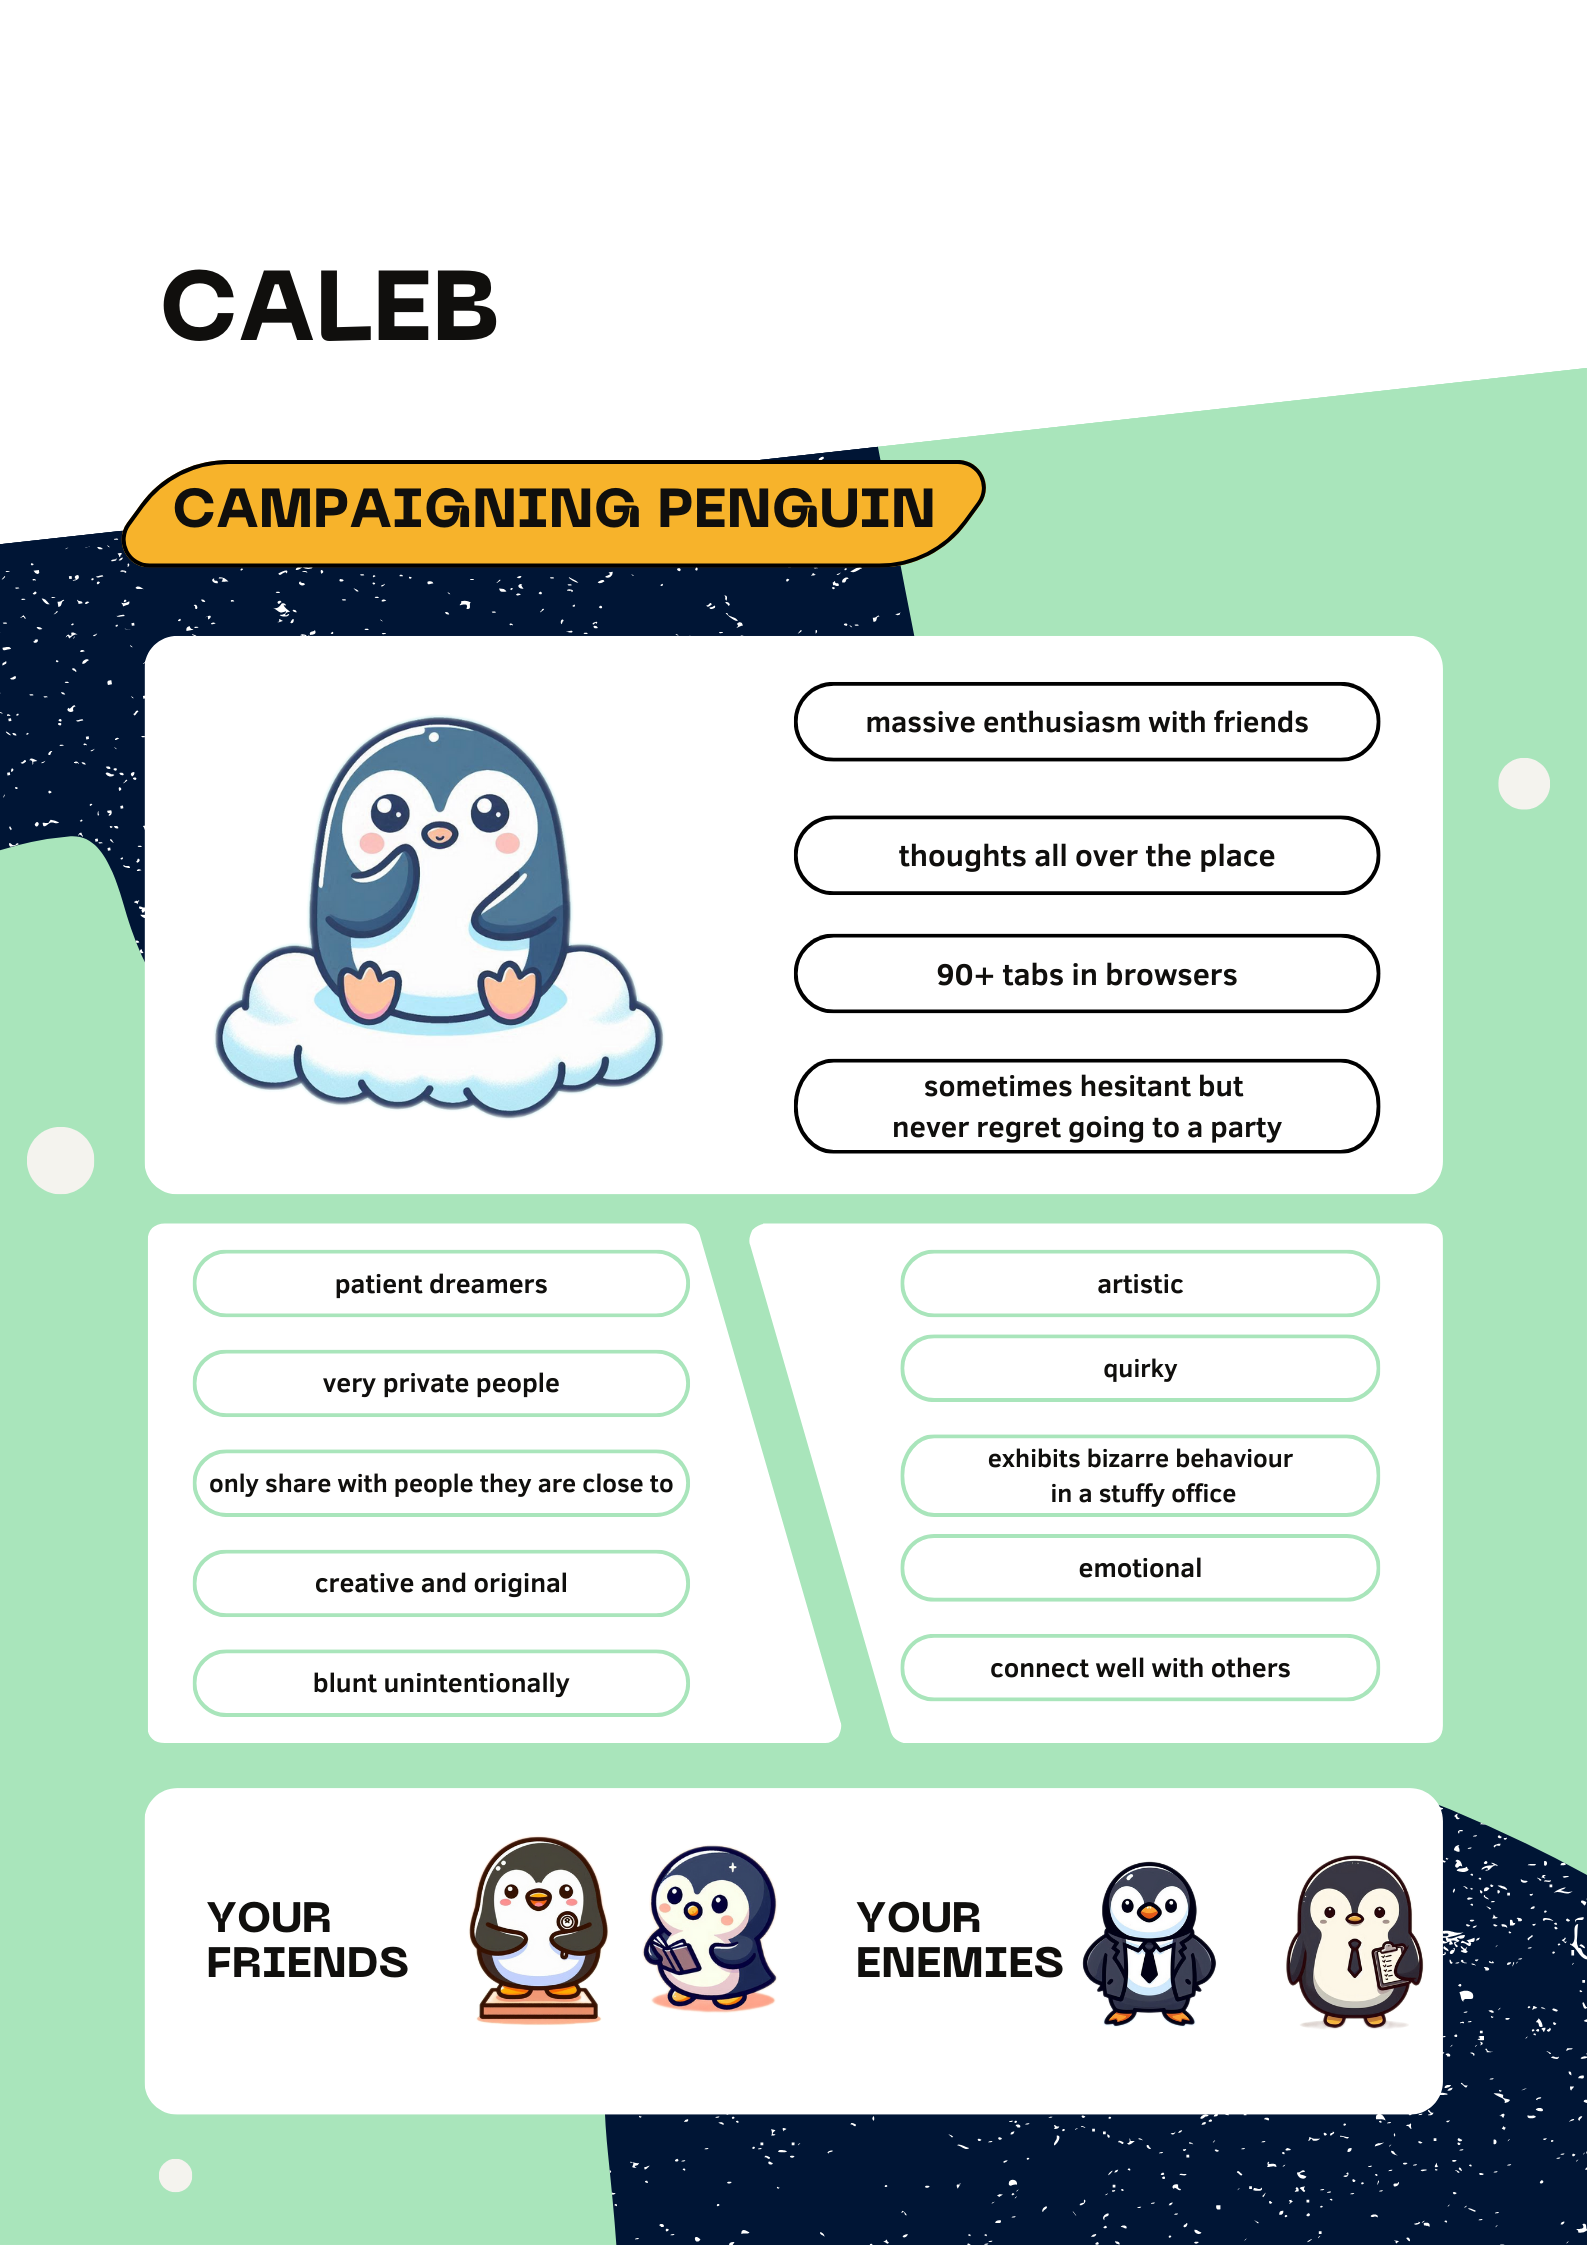 CALEB
CAMPAIGNING PENGUIN
massive enthusiasm with friends
thoughts all over the place
90+ tabs in browsers
sometimes hesitant but
never regret going to a party
patient dreamers
very private people
only share with people they are close to
creative and original
blunt unintentionally
artistic
quirky
exhibits bizarre behaviour
in a stuffy office
emotional
connect well with others
YOUR
FRIENDS
YOUR
ENEMIES